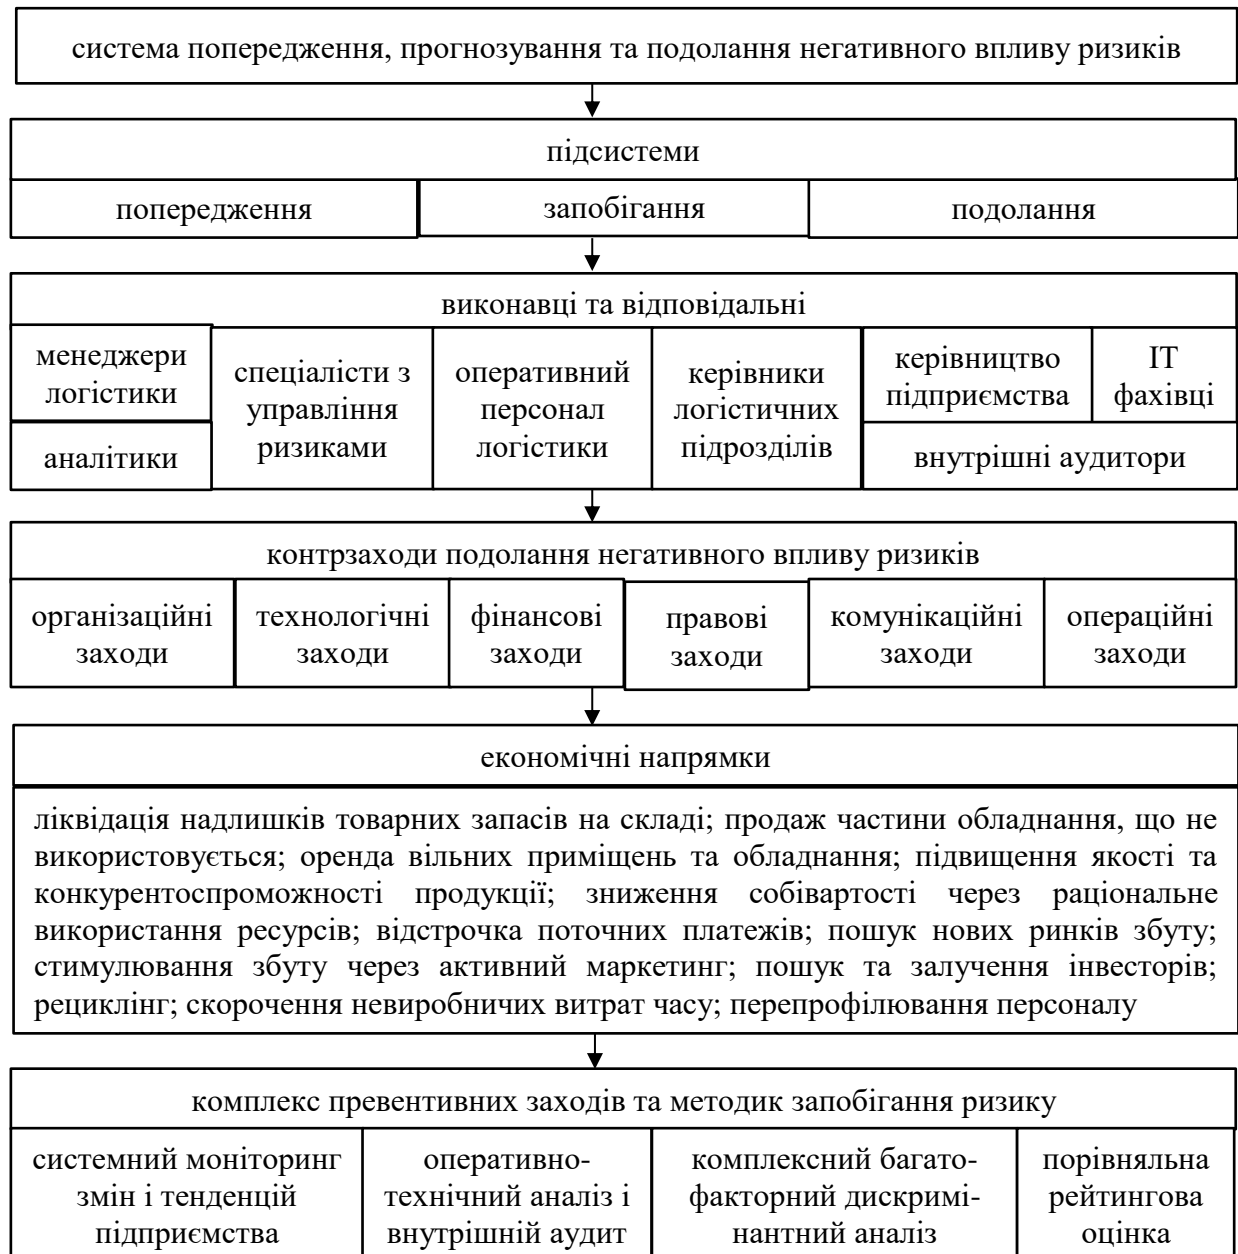 система попередження, прогнозування та подолання негативного впливу ризиків
підсистеми
попередження
запобігання
подолання
виконавці та відповідальні
менеджери
логістики
аналітики
спеціалісти з
управління
ризиками
оперативний
персонал
логістики
керівники
логістичних
підрозділів
керівництво
підприємства
ІТ
фахівці
внутрішні аудитори
контрзаходи подолання негативного впливу ризиків
організаційні
заходи
технологічні
заходи
фінансові
заходи
правові
заходи
комунікаційні
заходи
операційні
заходи
економічні напрямки
ліквідація надлишків товарних запасів на складі; продаж частини обладнання, що не
використовується; оренда вільних приміщень та обладнання; підвищення якості та
конкурентоспроможності продукції; зниження собівартості через раціональне
використання ресурсів; відстрочка поточних платежів; пошук нових ринків збуту;
стимулювання збуту через активний маркетинг; пошук та залучення інвесторів;
рециклінг; скорочення невиробничих витрат часу; перепрофілювання персоналу
комплекс превентивних заходів та методик запобігання ризику
системний моніторинг
змін і тенденцій
підприємства
оперативно-
технічний аналіз і
внутрішній аудит
комплексний багато-
факторний дискримі-
нантний аналіз
порівняльна
рейтингова
оцінка